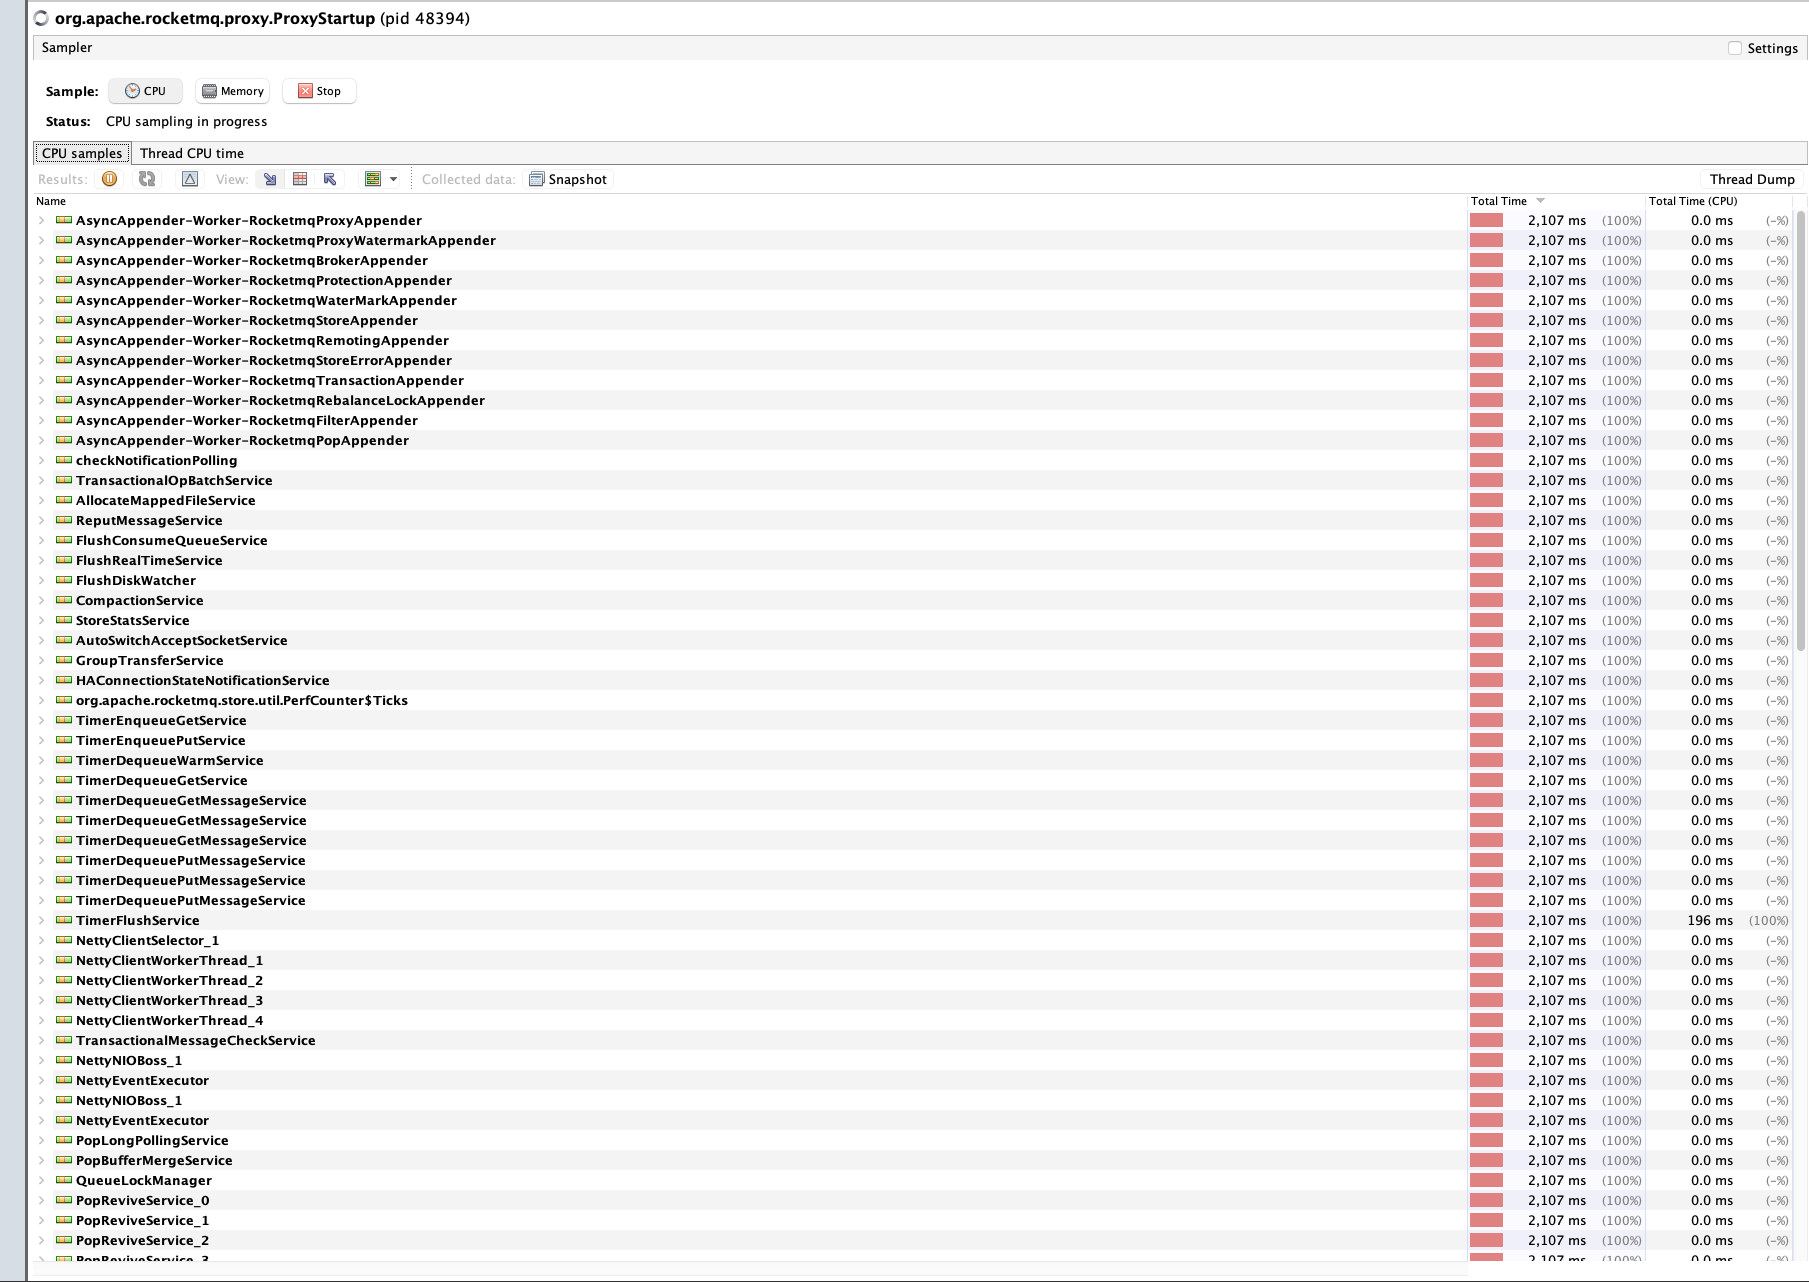 org.apache.rocketmq.proxy.ProxyStartup (pid 48394)
Sampler Settings
Sample: CPU Memory Stop
Status: CPU sampling in progress
CPU samples Thread CPU time
Results: View: Collected data: Snapshot Thread Dump
Name Total Time Total Time (CPU)
AsyncAppender-Worker-RocketmqProxyAppender 2,107 ms (100%) 0.0 ms (-%)
AsyncAppender-Worker-RocketmqProxyWatermarkAppender 2,107 ms (100%) 0.0 ms (-%)
AsyncAppender-Worker-RocketmqBrokerAppender 2,107 ms (100%) 0.0 ms (-%)
AsyncAppender-Worker-RocketmqProtectionAppender 2,107 ms (100%) 0.0 ms (-%)
AsyncAppender-Worker-RocketmqWaterMarkAppender 2,107 ms (100%) 0.0 ms (-%)
AsyncAppender-Worker-RocketmqStoreAppender 2,107 ms (100%) 0.0 ms (-%)
AsyncAppender-Worker-RocketmqRemotingAppender 2,107 ms (100%) 0.0 ms (-%)
AsyncAppender-Worker-RocketmqStoreErrorAppender 2,107 ms (100%) 0.0 ms (-%)
AsyncAppender-Worker-RocketmqTransactionAppender 2,107 ms (100%) 0.0 ms (-%)
AsyncAppender-Worker-RocketmqRebalanceLockAppender 2,107 ms (100%) 0.0 ms (-%)
AsyncAppender-Worker-RocketmqFilterAppender 2,107 ms (100%) 0.0 ms (-%)
AsyncAppender-Worker-RocketmqPopAppender 2,107 ms (100%) 0.0 ms (-%)
checkNotificationPolling 2,107 ms (100%) 0.0 ms (-%)
TransactionalOpBatchService 2,107 ms (100%) 0.0 ms (-%)
AllocateMappedFileService 2,107 ms (100%) 0.0 ms (-%)
ReputMessageService 2,107 ms (100%) 0.0 ms (-%)
FlushConsumeQueueService 2,107 ms (100%) 0.0 ms (-%)
FlushRealTimeService 2,107 ms (100%) 0.0 ms (-%)
FlushDiskWatcher 2,107 ms (100%) 0.0 ms (-%)
CompactionService 2,107 ms (100%) 0.0 ms (-%)
StoreStatsService 2,107 ms (100%) 0.0 ms (-%)
AutoSwitchAcceptSocketService 2,107 ms (100%) 0.0 ms (-%)
GroupTransferService 2,107 ms (100%) 0.0 ms (-%)
HAConnectionStateNotificationService 2,107 ms (100%) 0.0 ms (-%)
org.apache.rocketmq.store.util.PerfCounter$Ticks 2,107 ms (100%) 0.0 ms (-%)
TimerEnqueueGetService 2,107 ms (100%) 0.0 ms (-%)
TimerEnqueuePutService 2,107 ms (100%) 0.0 ms (-%)
TimerDequeueWarmService 2,107 ms (100%) 0.0 ms (-%)
TimerDequeueGetService 2,107 ms (100%) 0.0 ms (-%)
TimerDequeueGetMessageService 2,107 ms (100%) 0.0 ms (-%)
TimerDequeueGetMessageService 2,107 ms (100%) 0.0 ms (-%)
TimerDequeueGetMessageService 2,107 ms (100%) 0.0 ms (-%)
TimerDequeuePutMessageService 2,107 ms (100%) 0.0 ms (-%)
TimerDequeuePutMessageService 2,107 ms (100%) 0.0 ms (-%)
TimerDequeuePutMessageService 2,107 ms (100%) 0.0 ms (-%)
TimerFlushService 2,107 ms (100%) 196 ms (100%)
NettyClientSelector_1 2,107 ms (100%) 0.0 ms (-%)
NettyClientWorkerThread_1 2,107 ms (100%) 0.0 ms (-%)
NettyClientWorkerThread_2 2,107 ms (100%) 0.0 ms (-%)
NettyClientWorkerThread_3 2,107 ms (100%) 0.0 ms (-%)
NettyClientWorkerThread_4 2,107 ms (100%) 0.0 ms (-%)
TransactionalMessageCheckService 2,107 ms (100%) 0.0 ms (-%)
NettyNIOBoss_1 2,107 ms (100%) 0.0 ms (-%)
NettyEventExecutor 2,107 ms (100%) 0.0 ms (-%)
NettyNIOBoss_1 2,107 ms (100%) 0.0 ms (-%)
NettyEventExecutor 2,107 ms (100%) 0.0 ms (-%)
PopLongPollingService 2,107 ms (100%) 0.0 ms (-%)
PopBufferMergeService 2,107 ms (100%) 0.0 ms (-%)
QueueLockManager 2,107 ms (100%) 0.0 ms (-%)
PopReviveService_0 2,107 ms (100%) 0.0 ms (-%)
PopReviveService_1 2,107 ms (100%) 0.0 ms (-%)
PopReviveService_2 2,107 ms (100%) 0.0 ms (-%)
PopReviveService_3 2,107 ms (100%) 0.0 ms (-%)